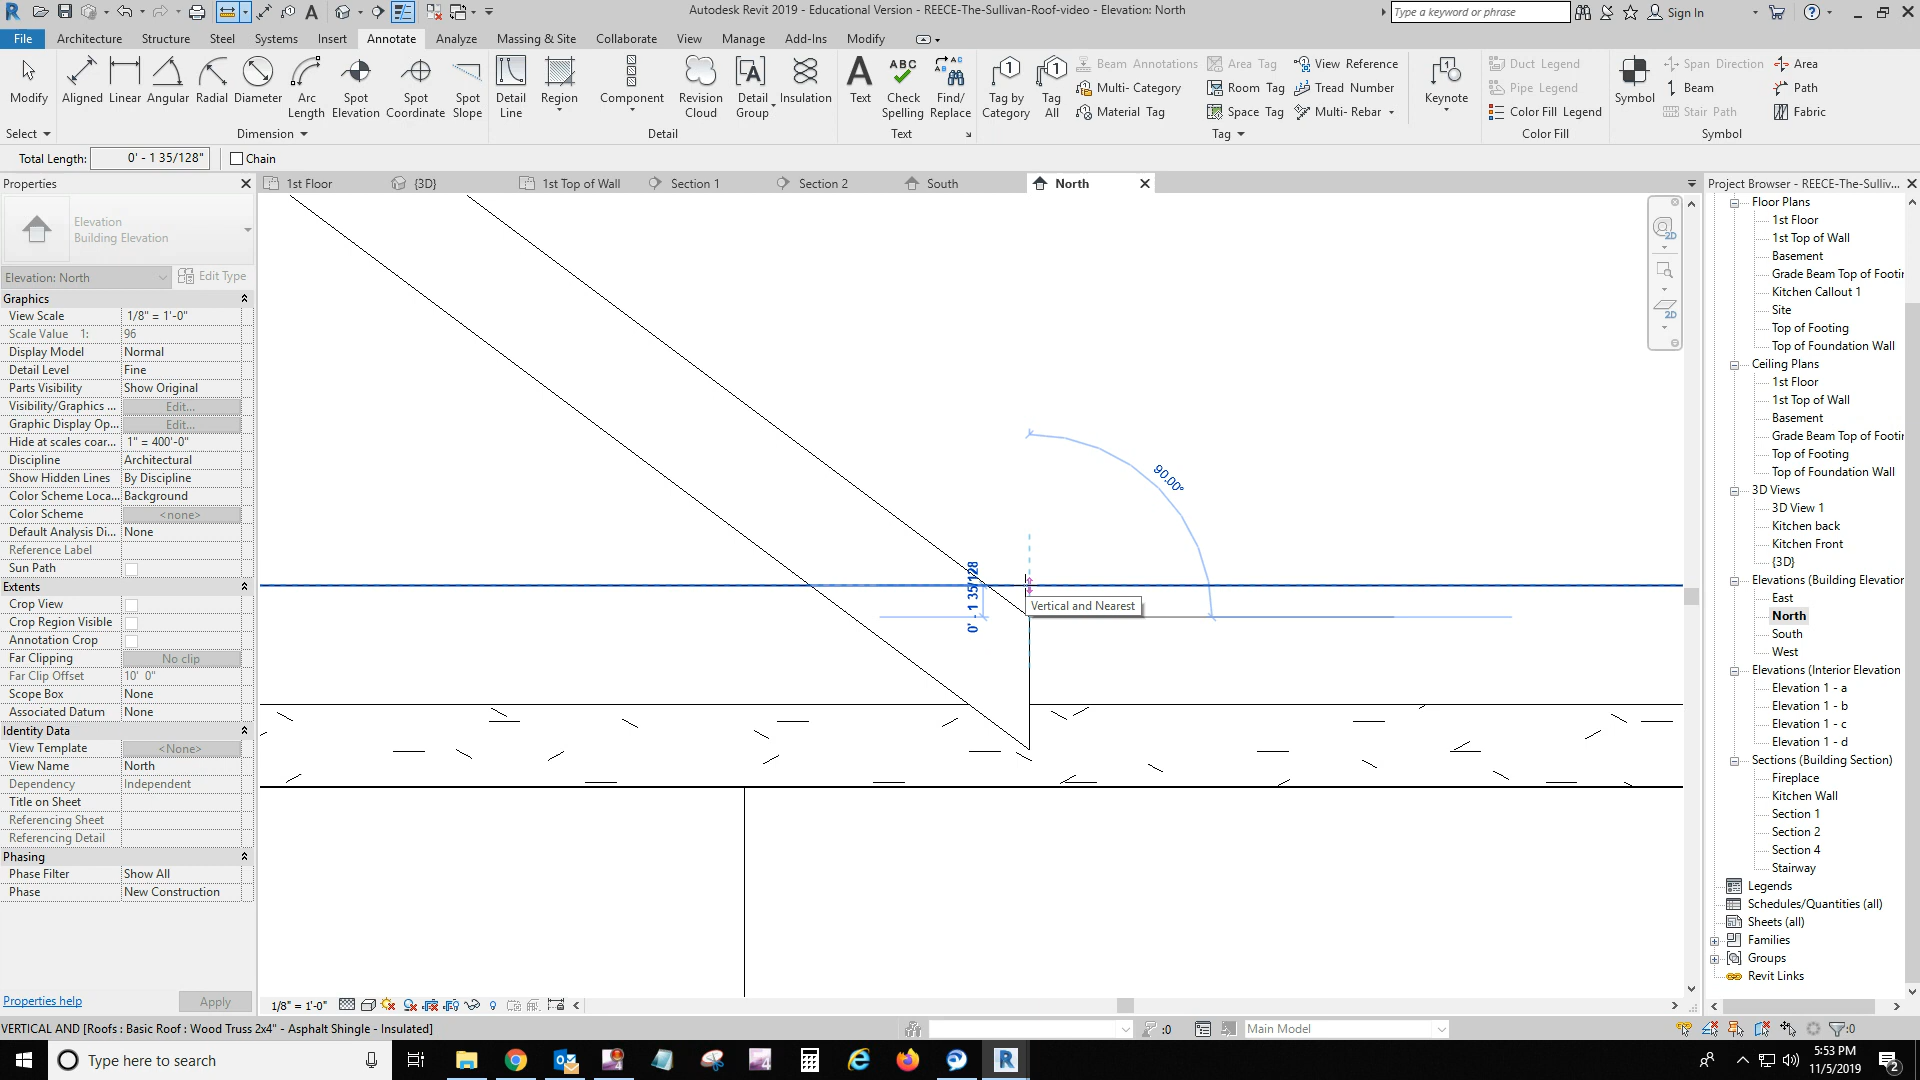 Autodesk Revit 2019 - Educational Version - REECE-The-Sullivan-Roof-video - Elevation: North
Type a keyword or phrase
Sign In
File Architecture Structure Steel Systems Insert Annotate Analyze Massing & Site Collaborate View Manage Add-Ins Modify
Modify
Aligned Linear Angular Radial Diameter Arc Length Spot Elevation Spot Coordinate Spot Slope
Detail Line Region Component Revision Cloud Detail Group Insulation
Text Check Spelling Find/ Replace
Tag by Category Tag All
Beam Annotations Area Tag View Reference
Multi- Category Room Tag Tread Number
Material Tag Space Tag Multi- Rebar
Keynote
Duct Legend
Pipe Legend
Color Fill Legend
Symbol
Span Direction Area
Beam Path
Stair Path Fabric
Select Dimension Detail Text Tag Color Fill Symbol
Total Length: 0' - 1 35/128" Chain
Properties
1st Floor {3D} 1st Top of Wall Section 1 Section 2 South North
Project Browser - REECE-The-Sulliv...
Elevation
Building Elevation
Elevation: North Edit Type
Graphics
View Scale 1/8" = 1'-0"
Scale Value 1: 96
Display Model Normal
Detail Level Fine
Parts Visibility Show Original
Visibility/Graphics ... Edit...
Graphic Display Op... Edit...
Hide at scales coar... 1" = 400'-0"
Discipline Architectural
Show Hidden Lines By Discipline
Color Scheme Loca... Background
Color Scheme <none>
Default Analysis Di... None
Reference Label
Sun Path
Extents
Crop View
Crop Region Visible
Annotation Crop
Far Clipping No clip
Far Clip Offset 10' 0"
Scope Box None
Associated Datum None
Identity Data
View Template <None>
View Name North
Dependency Independent
Title on Sheet
Referencing Sheet
Referencing Detail
Phasing
Phase Filter Show All
Phase New Construction
Properties help Apply
2D
2D
90.00°
0' - 1 35/128
Vertical and Nearest
Floor Plans
1st Floor
1st Top of Wall
Basement
Grade Beam Top of Footin
Kitchen Callout 1
Site
Top of Footing
Top of Foundation Wall
Ceiling Plans
1st Floor
1st Top of Wall
Basement
Grade Beam Top of Footin
Top of Footing
Top of Foundation Wall
3D Views
3D View 1
Kitchen back
Kitchen Front
{3D}
Elevations (Building Elevation
East
North
South
West
Elevations (Interior Elevation
Elevation 1 - a
Elevation 1 - b
Elevation 1 - c
Elevation 1 - d
Sections (Building Section)
Fireplace
Kitchen Wall
Section 1
Section 2
Section 4
Stairway
Legends
Schedules/Quantities (all)
Sheets (all)
Families
Groups
Revit Links
1/8" = 1'-0"
VERTICAL AND [Roofs : Basic Roof : Wood Truss 2x4" - Asphalt Shingle - Insulated]
:0
Main Model
:0
Type here to search
5:53 PM
11/5/2019
2